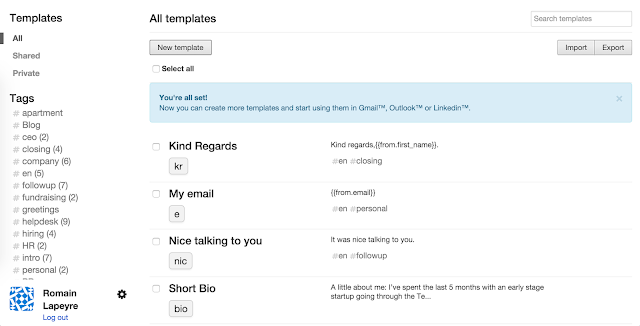 Templates
All
Shared
Private
Tags
# apartment
# Blog
# ceo (2)
# closing (4)
# company (6)
# en (5)
# followup (7)
# fundraising (2)
# greetings
# helpdesk (9)
# hiring (4)
# HR (2)
# intro (7)
# personal (2)
Romain
Lapeyre
Log out
All templates
Search templates
New template
Import
Export
Select all
You're all set!
Now you can create more templates and start using them in Gmail™, Outlook™ or Linkedin™.
×
Kind Regards
kr
Kind regards,{{from.first_name}}.
#en #closing
My email
e
{{from.email}}
#en #personal
Nice talking to you
nic
It was nice talking to you.
#en #followup
Short Bio
bio
A little about me: I've spent the last 5 months with an early stage
startup going through the Te...